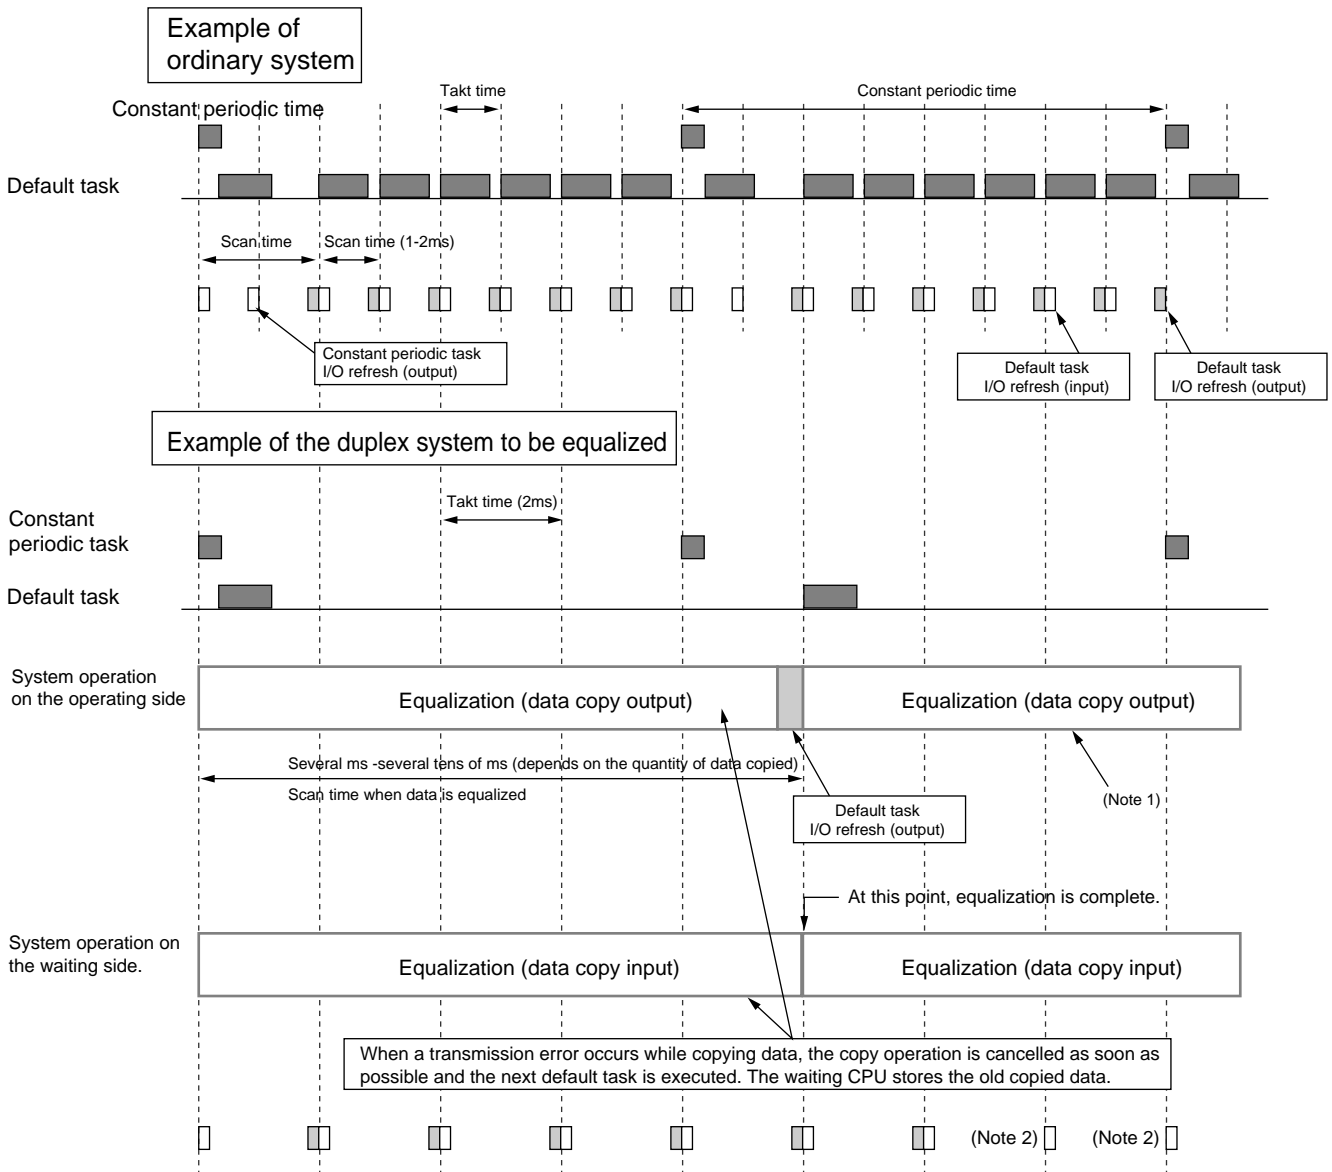 Example of
ordinary system
Takt time
Constant periodic time
Constant periodic time
Default task
Scan time
Scan time (1-2ms)
Constant periodic task
I/O refresh (output)
Default task
I/O refresh (input)
Default task
I/O refresh (output)
Example of the duplex system to be equalized
Takt time (2ms)
Constant
periodic task
Default task
System operation
on the operating side
Equalization (data copy output)
Equalization (data copy output)
Several ms -several tens of ms (depends on the quantity of data copied)
Scan time when data is equalized
Default task
I/O refresh (output)
(Note 1)
At this point, equalization is complete.
System operation on
the waiting side.
Equalization (data copy input)
Equalization (data copy input)
When a transmission error occurs while copying data, the copy operation is cancelled as soon as
possible and the next default task is executed. The waiting CPU stores the old copied data.
(Note 2)
(Note 2)